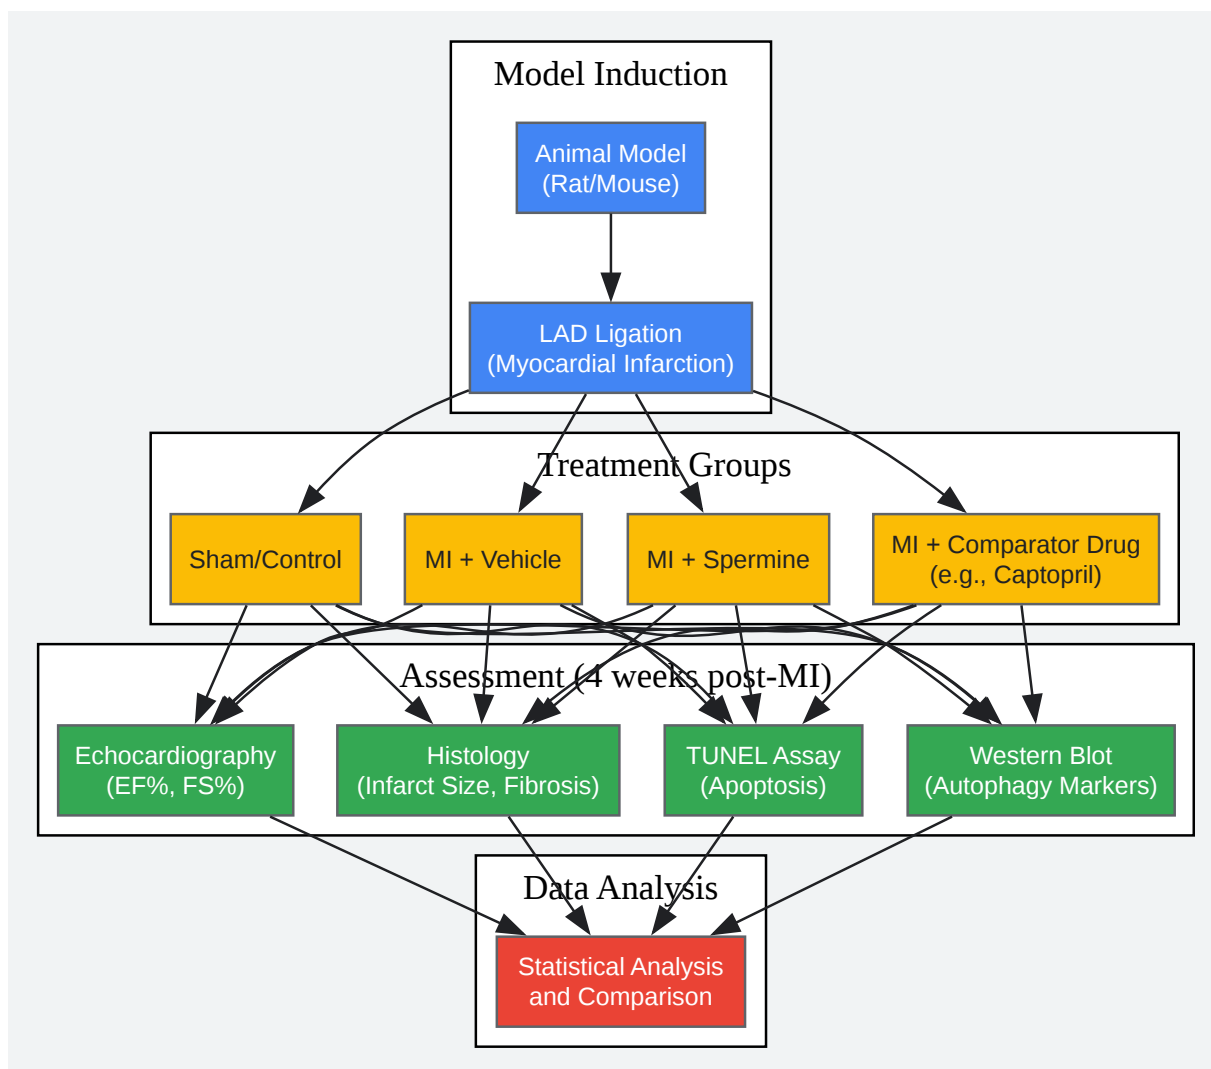 Model Induction
Animal Model
(Rat/Mouse)
LAD Ligation
(Myocardial Infarction)
Treatment Groups
Sham/Control
MI + Vehicle
MI + Spermine
MI + Comparator Drug
(e.g., Captopril)
Assessment (4 weeks post-MI)
Echocardiography
(EF%, FS%)
Histology
(Infarct Size, Fibrosis)
TUNEL Assay
(Apoptosis)
Western Blot
(Autophagy Markers)
Data Analysis
Statistical Analysis
and Comparison